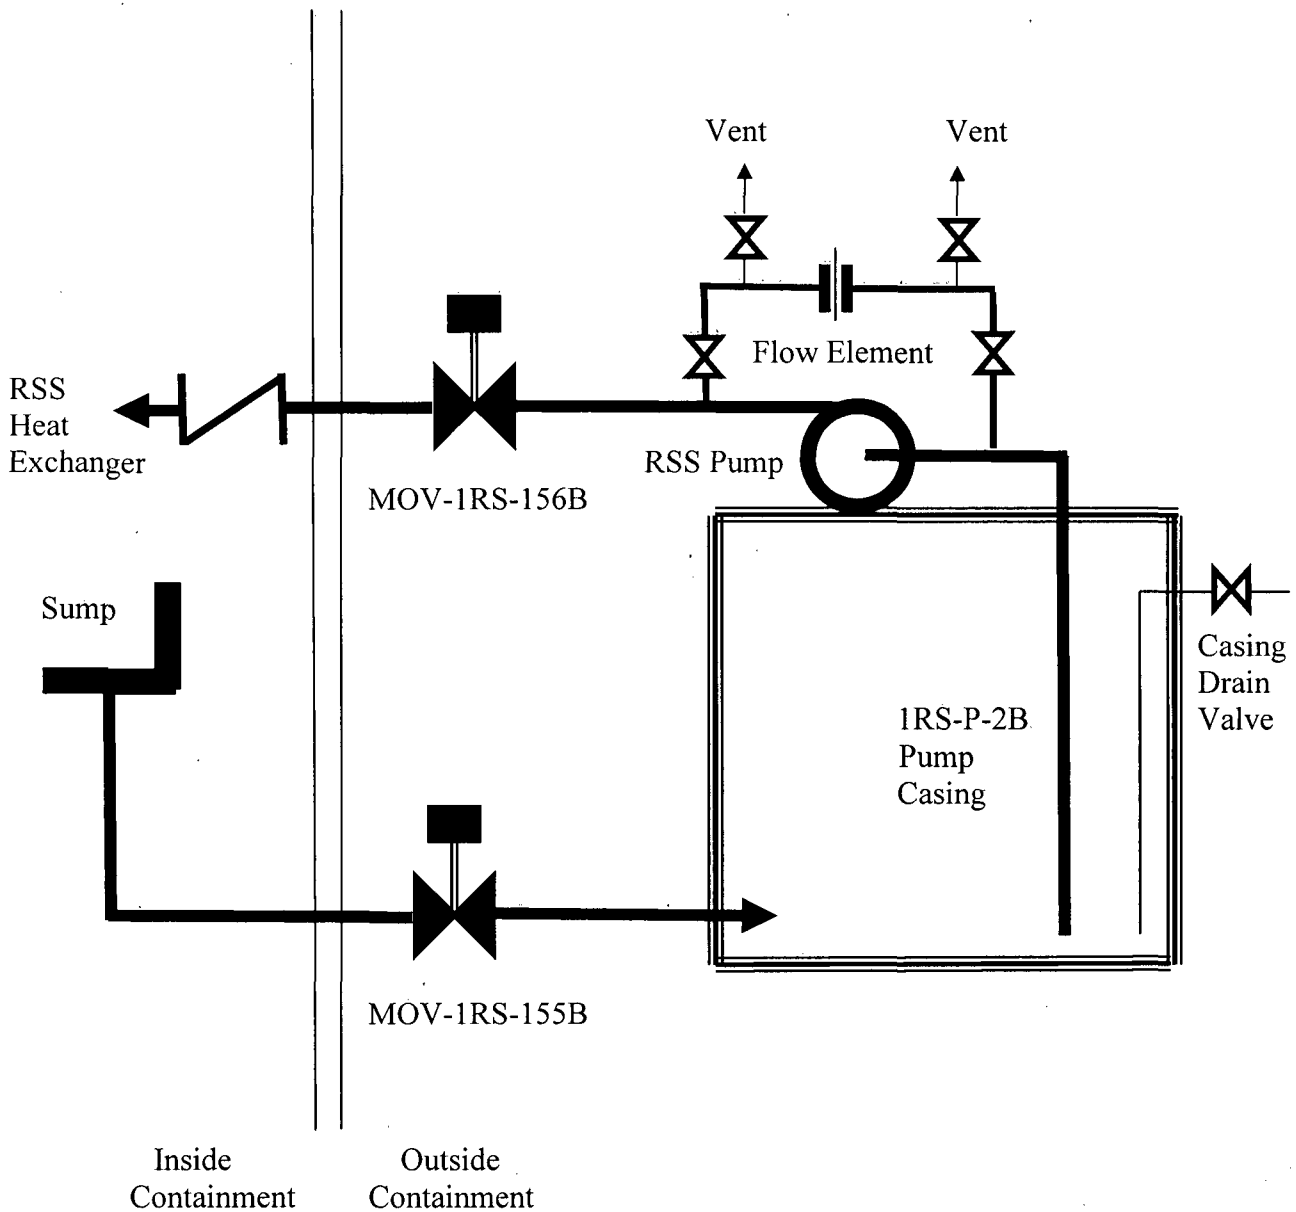 Vent
Vent
Flow Element
RSS
Heat
Exchanger
RSS Pump
MOV-1RS-156B
Sump
Casing
Drain
Valve
1RS-P-2B
Pump
Casing
MOV-1RS-155B
Inside
Containment
Outside
Containment